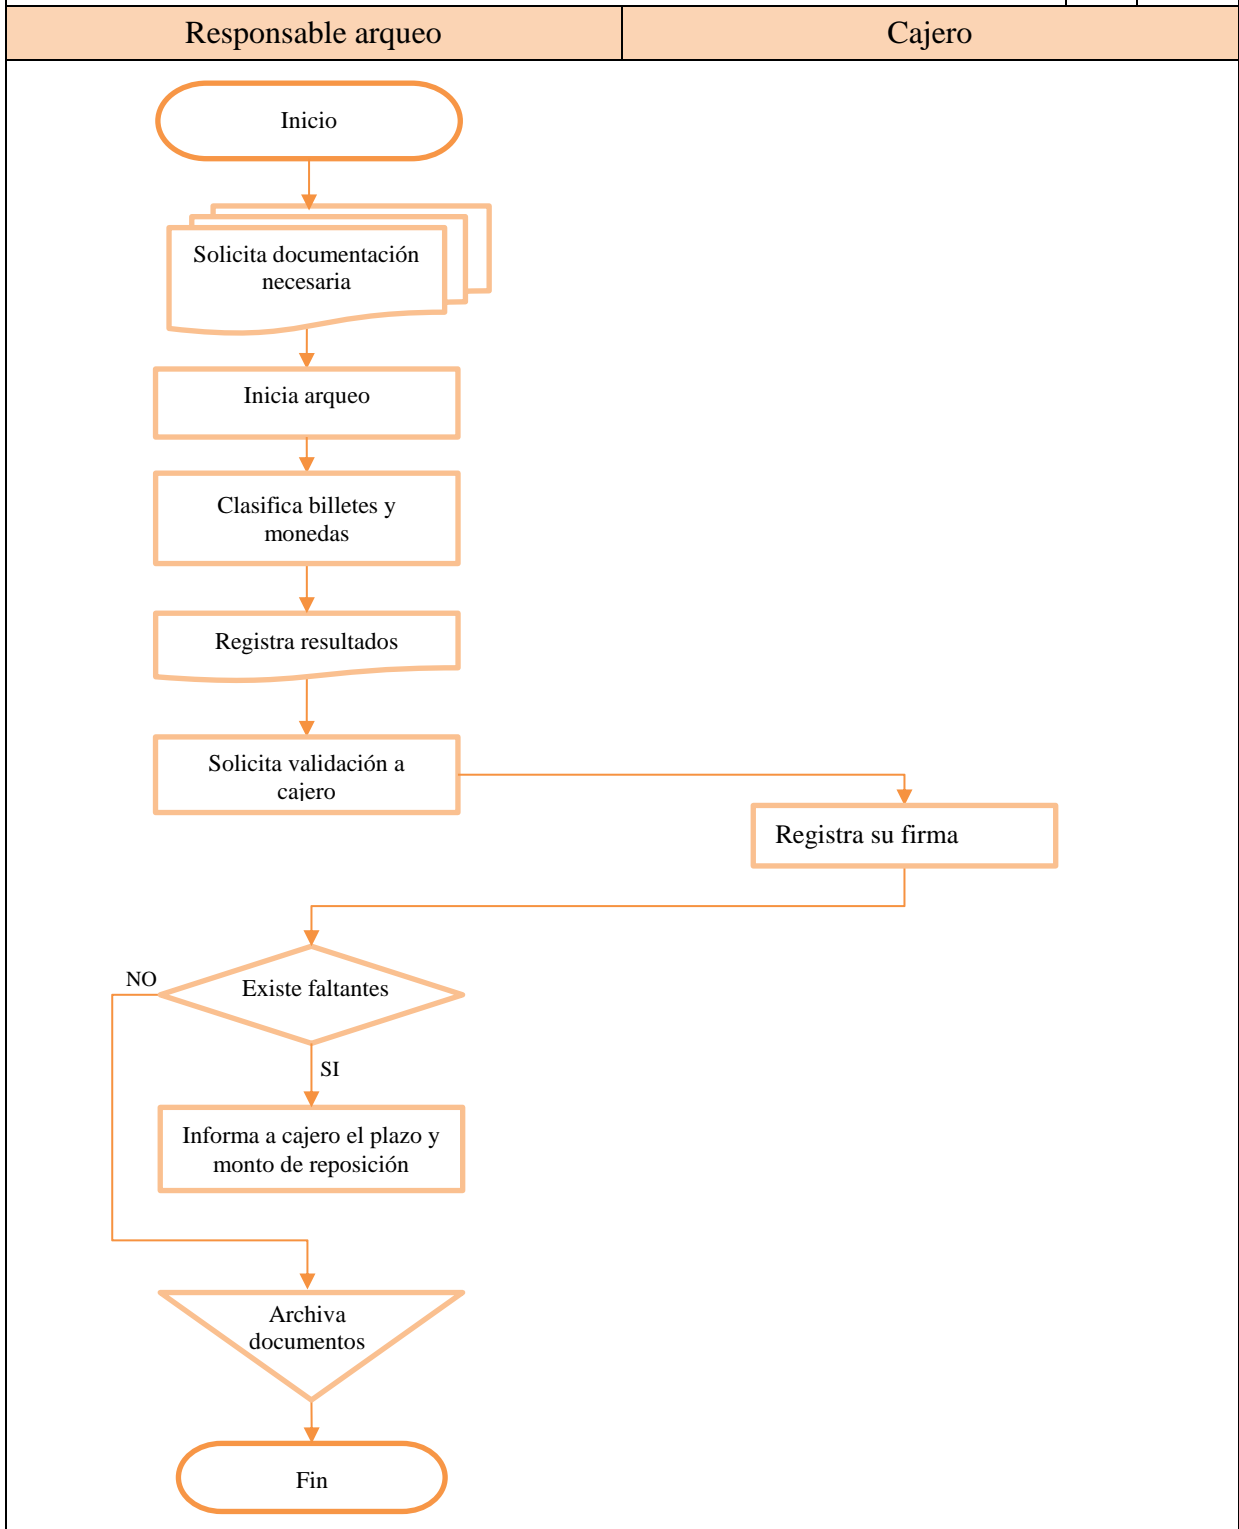 Responsable arqueo
Cajero
Inicio
Solicita documentación
necesaria
Inicia arqueo
Clasifica billetes y
monedas
Registra resultados
Solicita validación a
cajero
Registra su firma
NO
Existe faltantes
SI
Informa a cajero el plazo y
monto de reposición
Archiva
documentos
Fin